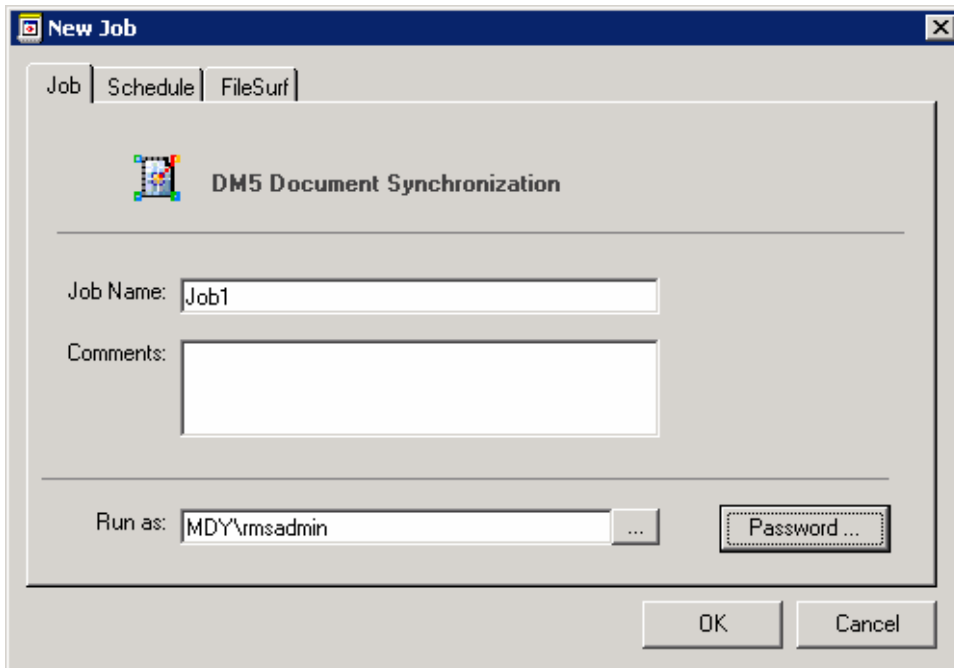 New Job
Job Schedule FileSurf
DM5 Document Synchronization
Job Name: Job1
Comments:
Run as: MDY\rmsadmin ... Password ...
OK Cancel